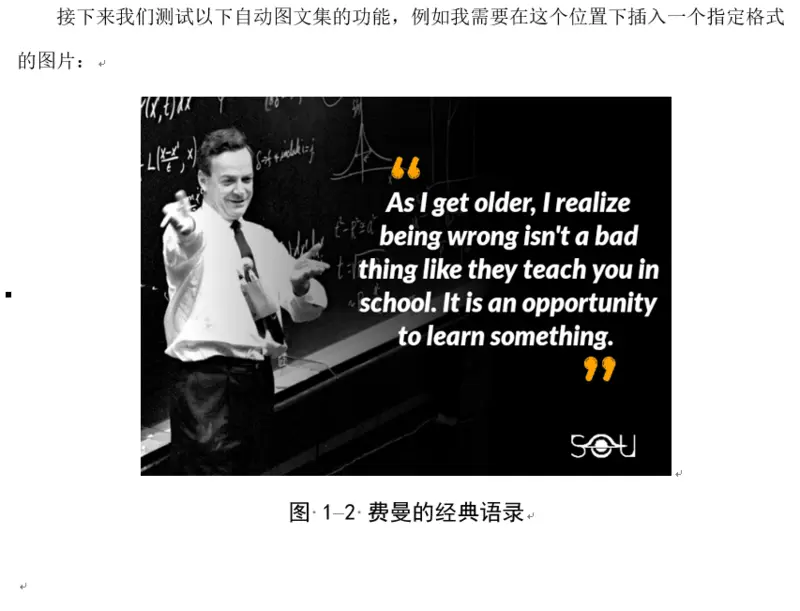 接下来我们测试以下自动图文集的功能，例如我需要在这个位置下插入一个指定格式
的图片：
“
As I get older, I realize
being wrong isn't a bad
thing like they teach you in
school. It is an opportunity
to learn something.
”
SOU
图 1-2 费曼的经典语录